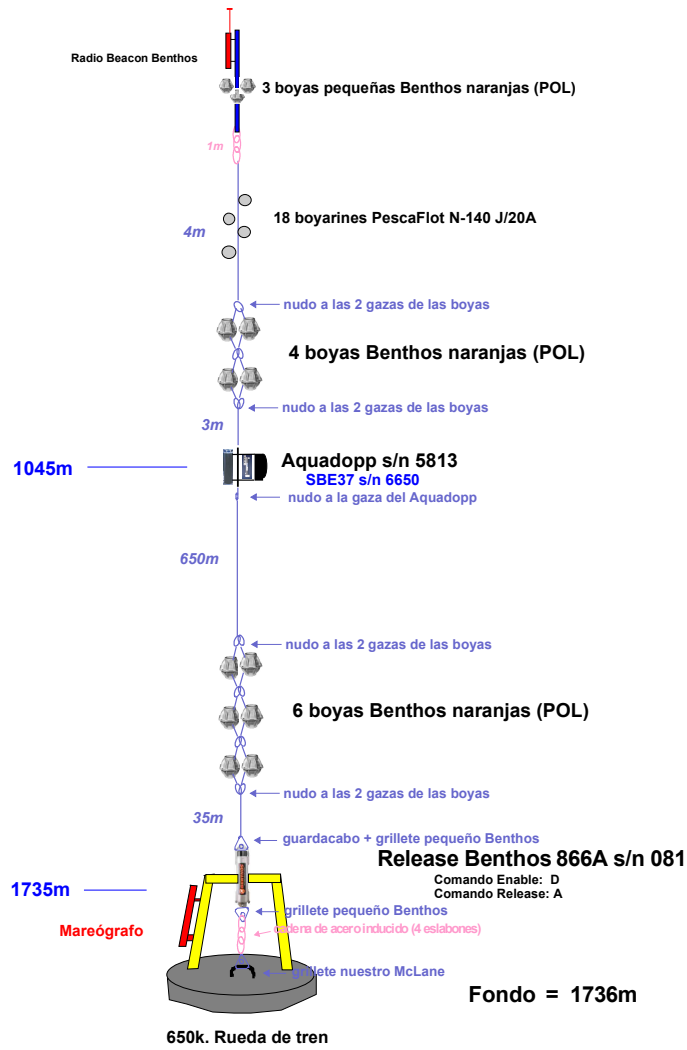 Radio Beacon Benthos
3 boyas pequeñas Benthos naranjas (POL)
1m
18 boyarines PescaFlot N-140 J/20A
4m
nudo a las 2 gazas de las boyas
4 boyas Benthos naranjas (POL)
nudo a las 2 gazas de las boyas
3m
1045m
Aquadopp s/n 5813
SBE37 s/n 6650
nudo a la gaza del Aquadopp
650m
nudo a las 2 gazas de las boyas
6 boyas Benthos naranjas (POL)
nudo a las 2 gazas de las boyas
35m
guardacabo + grillete pequeño Benthos
Release Benthos 866A s/n 081
Comando Enable: D
Comando Release: A
1735m
grillete pequeño Benthos
Mareógrafo
cadena de acero inducido (4 eslabones)
grillete nuestro McLane
Fondo = 1736m
650k. Rueda de tren